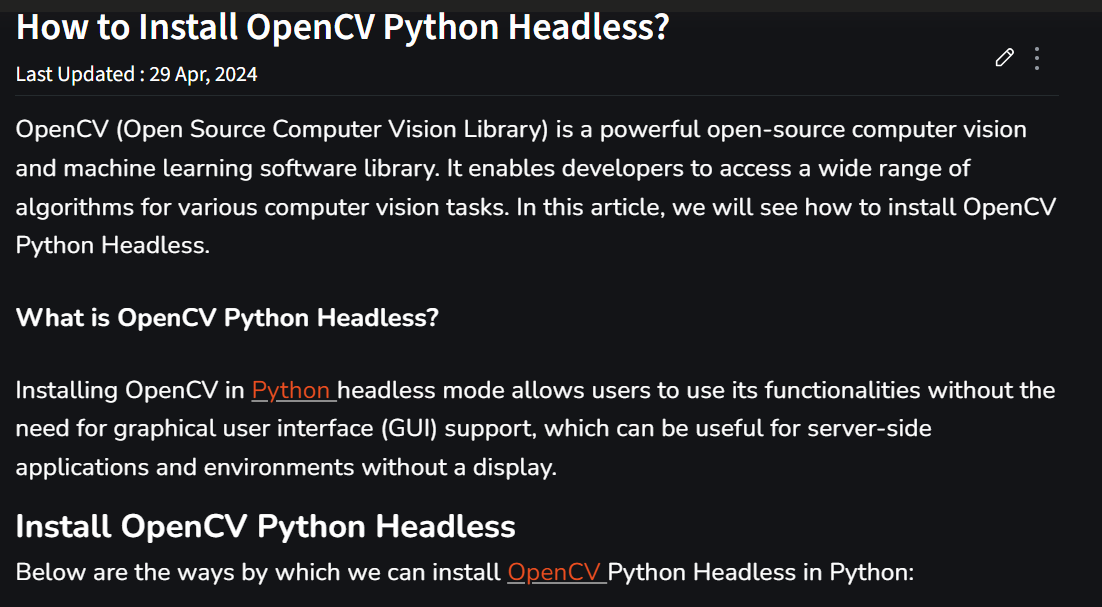 How to Install OpenCV Python Headless?
Last Updated : 29 Apr, 2024
OpenCV (Open Source Computer Vision Library) is a powerful open-source computer vision
and machine learning software library. It enables developers to access a wide range of
algorithms for various computer vision tasks. In this article, we will see how to install OpenCV
Python Headless.
What is OpenCV Python Headless?
Installing OpenCV in Python headless mode allows users to use its functionalities without the
need for graphical user interface (GUI) support, which can be useful for server-side
applications and environments without a display.
Install OpenCV Python Headless
Below are the ways by which we can install OpenCV Python Headless in Python: